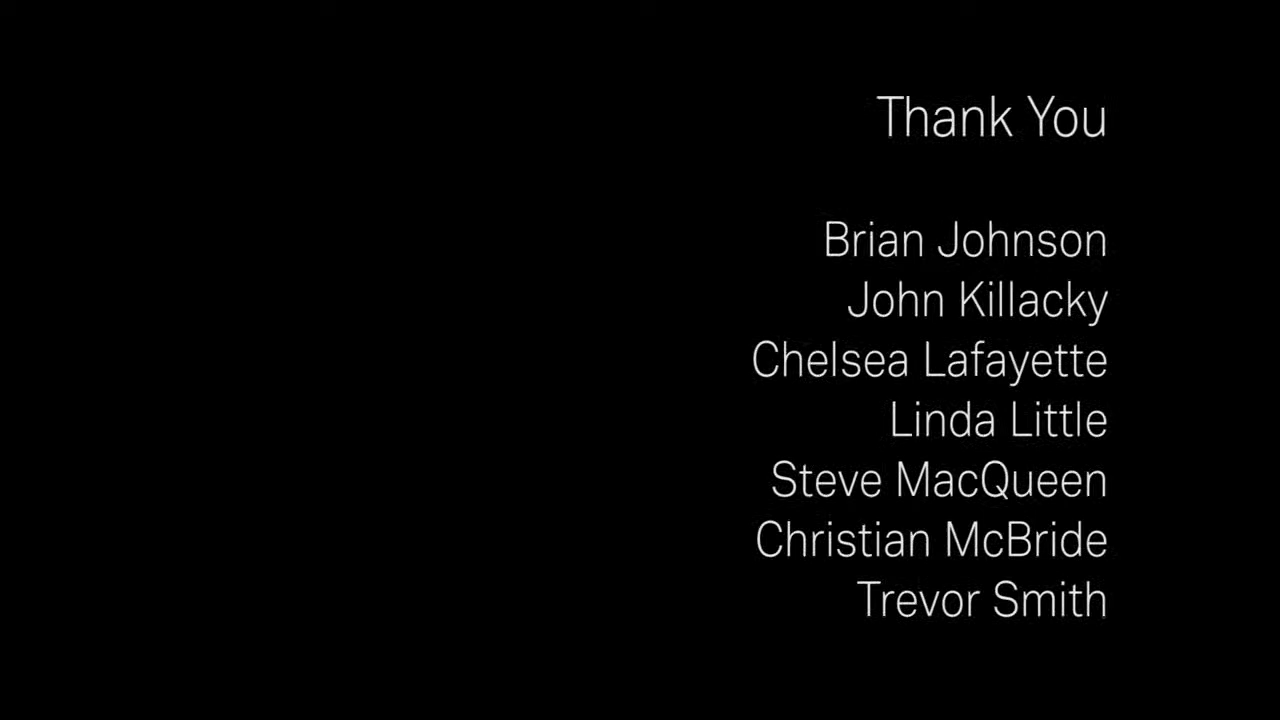 Thank You
Brian Johnson
John Killacky
Chelsea Lafayette
Linda Little
Steve MacQueen
Christian McBride
Trevor Smith